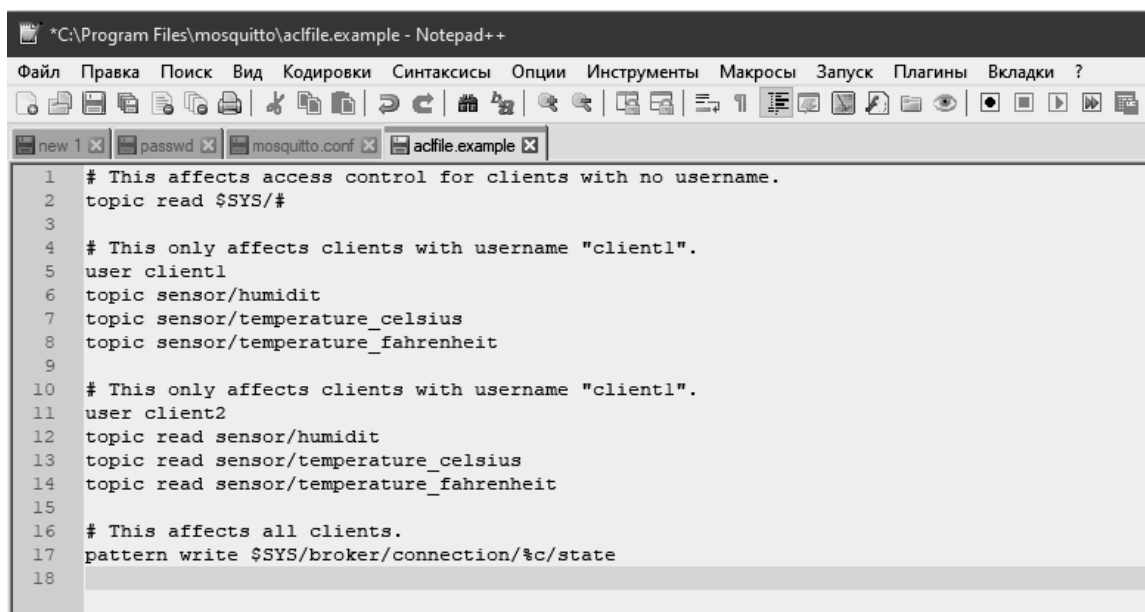 *C:\Program Files\mosquitto\aclfile.example - Notepad++
Файл Правка Поиск Вид Кодировки Синтаксисы Опции Инструменты Макросы Запуск Плагины Вкладки ?
new 1 passwd mosquitto.conf aclfile.example
1 # This affects access control for clients with no username.
2 topic read $SYS/#
3
4 # This only affects clients with username "client1".
5 user client1
6 topic sensor/humidit
7 topic sensor/temperature_celsius
8 topic sensor/temperature_fahrenheit
9
10 # This only affects clients with username "client1".
11 user client2
12 topic read sensor/humidit
13 topic read sensor/temperature_celsius
14 topic read sensor/temperature_fahrenheit
15
16 # This affects all clients.
17 pattern write $SYS/broker/connection/%c/state
18